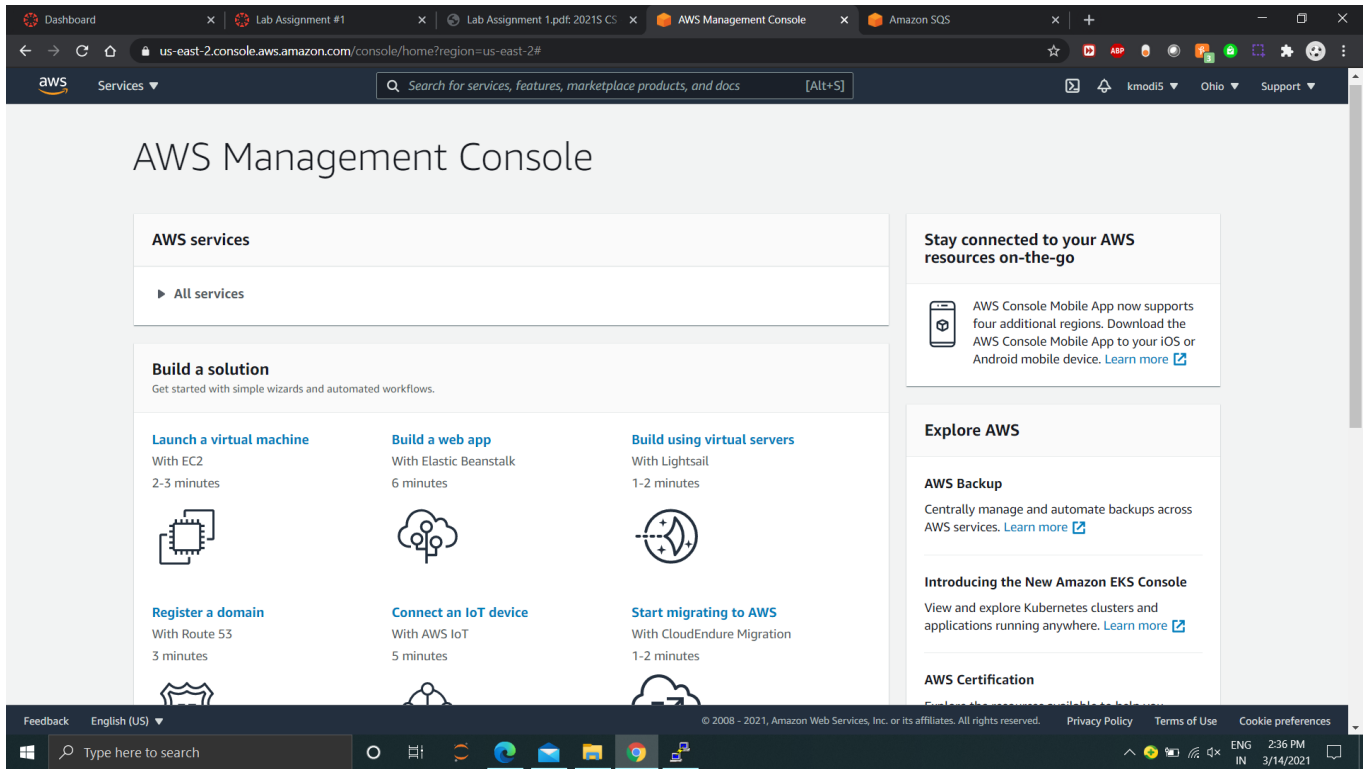 Dashboard
Lab Assignment #1
Lab Assignment 1.pdf: 2021S CS
AWS Management Console
Amazon SQS
us-east-2.console.aws.amazon.com/console/home?region=us-east-2#
ABP
3
aws
Services
Search for services, features, marketplace products, and docs
[Alt+S]
kmodi5
Ohio
Support
AWS Management Console
AWS services
All services
Build a solution
Get started with simple wizards and automated workflows.
Launch a virtual machine
With EC2
2-3 minutes
Build a web app
With Elastic Beanstalk
6 minutes
Build using virtual servers
With Lightsail
1-2 minutes
Register a domain
With Route 53
3 minutes
Connect an IoT device
With AWS IoT
5 minutes
Start migrating to AWS
With CloudEndure Migration
1-2 minutes
Stay connected to your AWS
resources on-the-go
AWS Console Mobile App now supports
four additional regions. Download the
AWS Console Mobile App to your iOS or
Android mobile device. Learn more
Explore AWS
AWS Backup
Centrally manage and automate backups across
AWS services. Learn more
Introducing the New Amazon EKS Console
View and explore Kubernetes clusters and
applications running anywhere. Learn more
AWS Certification
Feedback
English (US)
© 2008 - 2021, Amazon Web Services, Inc. or its affiliates. All rights reserved.
Privacy Policy
Terms of Use
Cookie preferences
Type here to search
ENG
IN
2:36 PM
3/14/2021